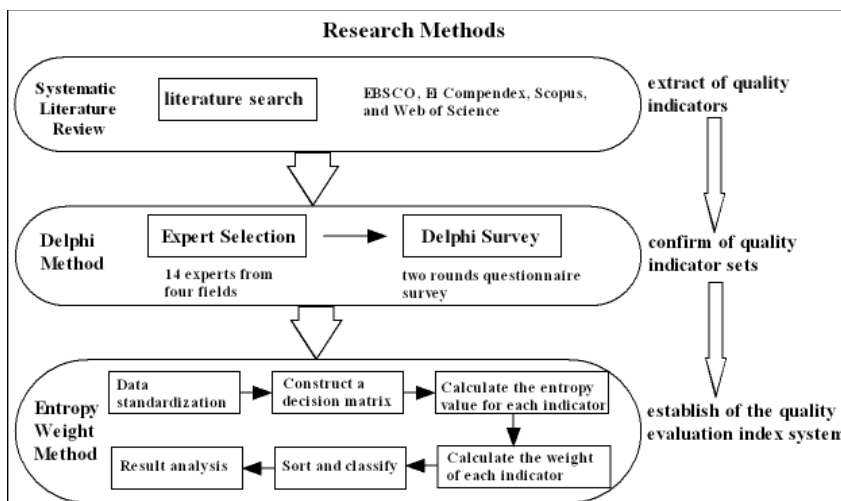 Research Methods
Systematic
Literature
Review
literature search
EBSCO, Ei Compendex, Scopus,
and Web of Science
extract of quality
indicators
Delphi
Method
Expert Selection
Delphi Survey
14 experts from
four fields
two rounds questionnaire
survey
confirm of quality
indicator sets
Entropy
Weight
Method
Data
standardization
Construct a
decision matrix
Calculate the entropy
value for each indicator
Calculate the weight
of each indicator
Sort and classify
Result analysis
establish of the quality
evaluation index system